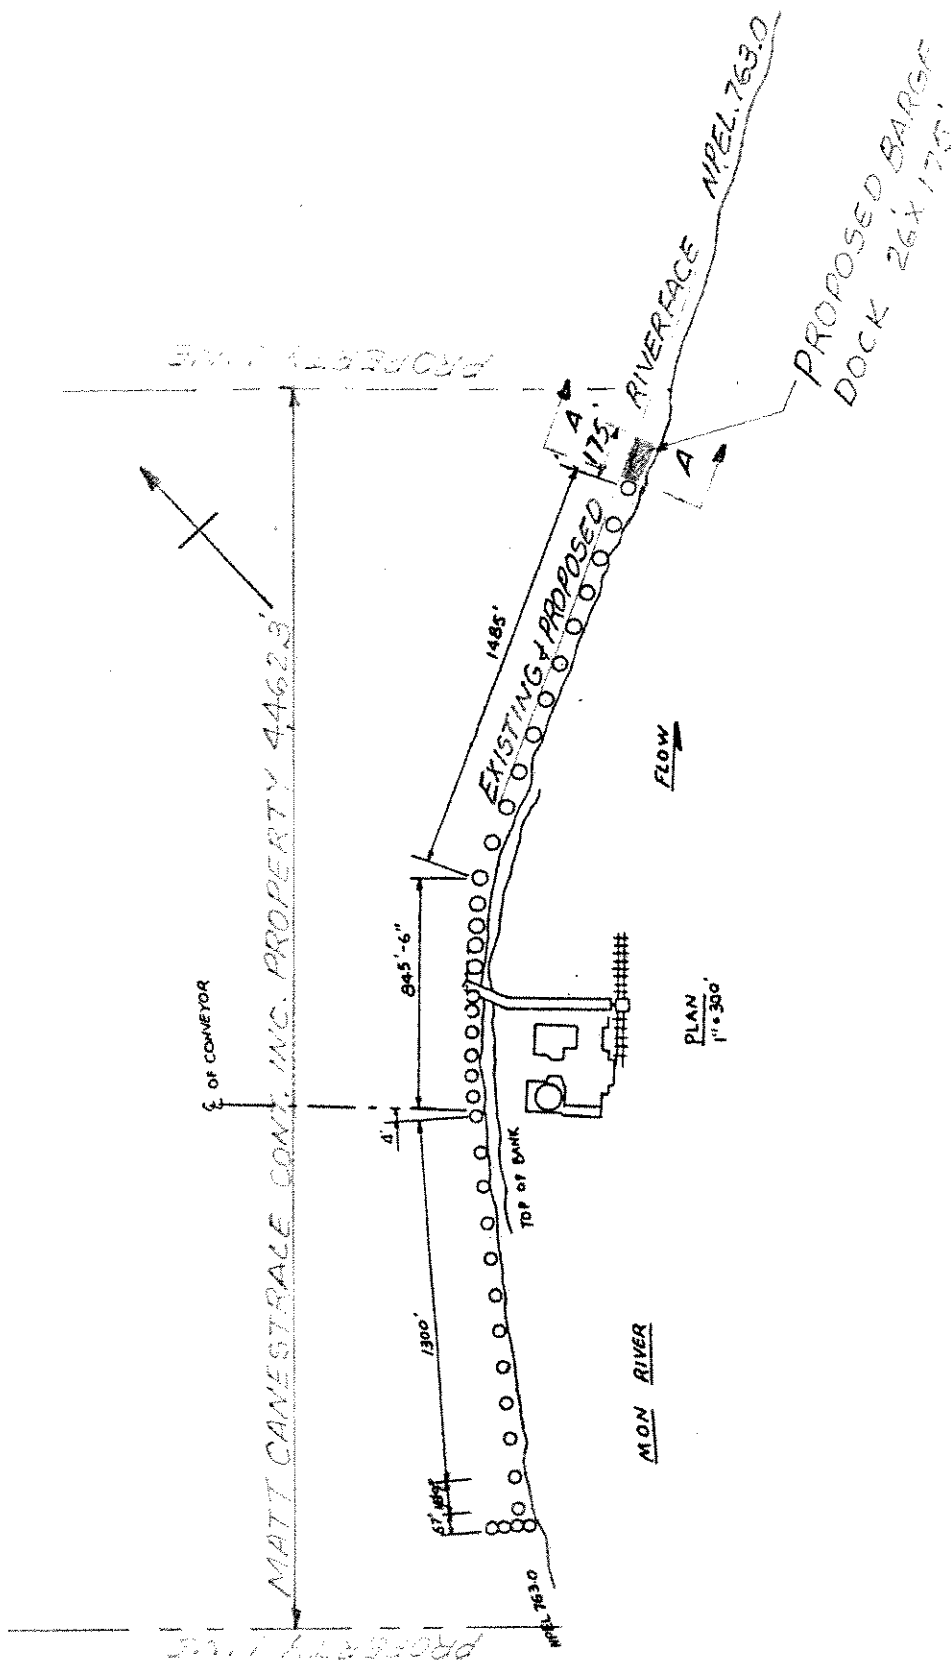 PROPERTY LINE
MATT CANESTRALE CONT. INC. PROPERTY 4462.3'
PROPERTY LINE
℄ OF CONVEYOR
67'
1300'
4'
845'-6"
1485'
175'
A
A
EXISTING & PROPOSED RIVERFACE NPEL. 763.0
NPEL 763.0
TOP OF BANK
MON RIVER
PLAN
1"=300'
FLOW
PROPOSED BARGE
DOCK 26'X175'